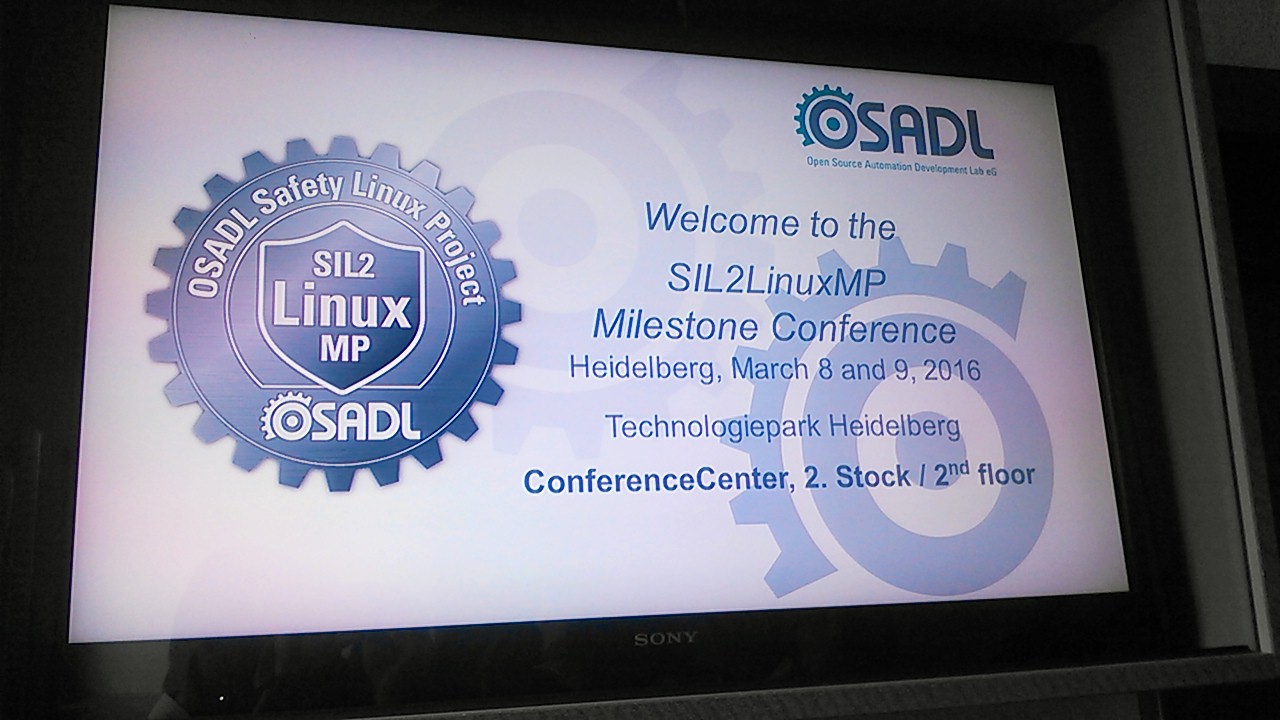 OSADL
Open Source Automation Development Lab eG
OSADL Safety Linux Project
SIL2
Linux
MP
OSADL
Welcome to the
SIL2LinuxMP
Milestone Conference
Heidelberg, March 8 and 9, 2016
Technologiepark Heidelberg
ConferenceCenter, 2. Stock / 2nd floor
SONY